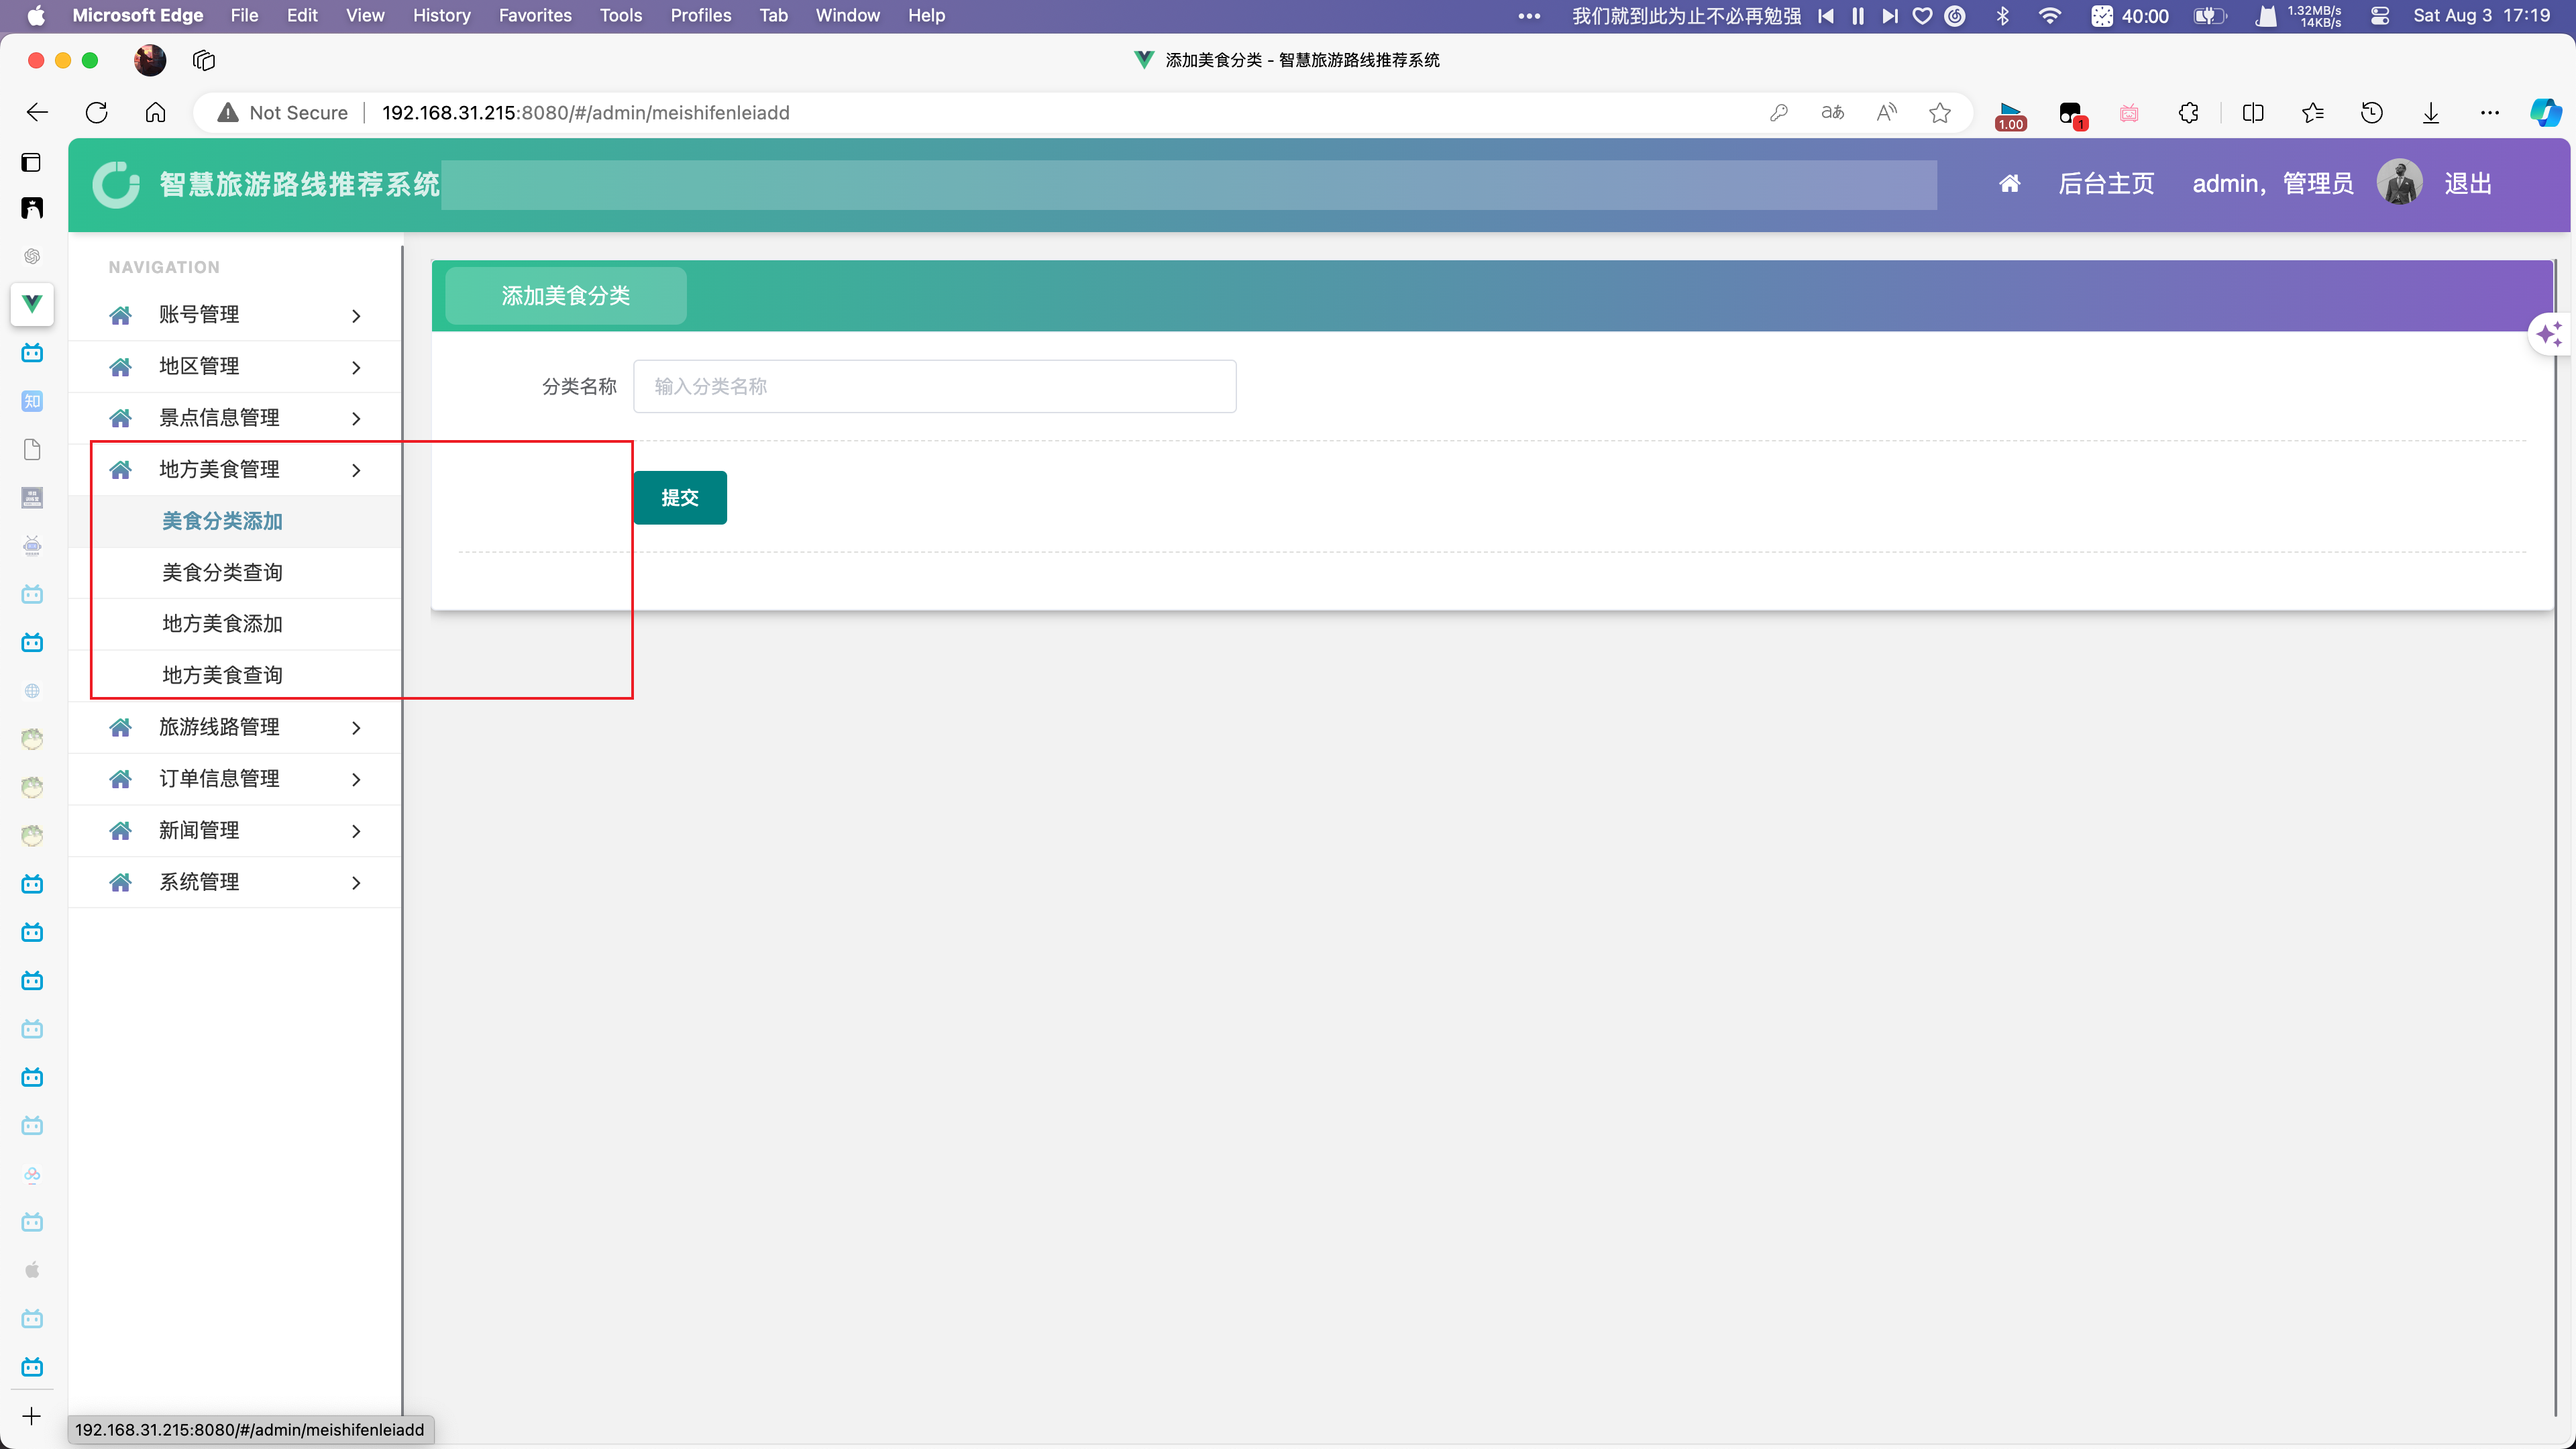 Microsoft Edge File Edit View History Favorites Tools Profiles Tab Window Help
我们就到此为止不必再勉强 40:00 1.32MB/s 14KB/s Sat Aug 3 17:19
添加美食分类 - 智慧旅游路线推荐系统
Not Secure 192.168.31.215:8080/#/admin/meishifenleiadd
1.00
1
智慧旅游路线推荐系统 后台主页 admin，管理员 退出
NAVIGATION
账号管理
地区管理
景点信息管理
地方美食管理
美食分类添加
美食分类查询
地方美食添加
地方美食查询
旅游线路管理
订单信息管理
新闻管理
系统管理
添加美食分类
分类名称 输入分类名称
提交
知
192.168.31.215:8080/#/admin/meishifenleiadd